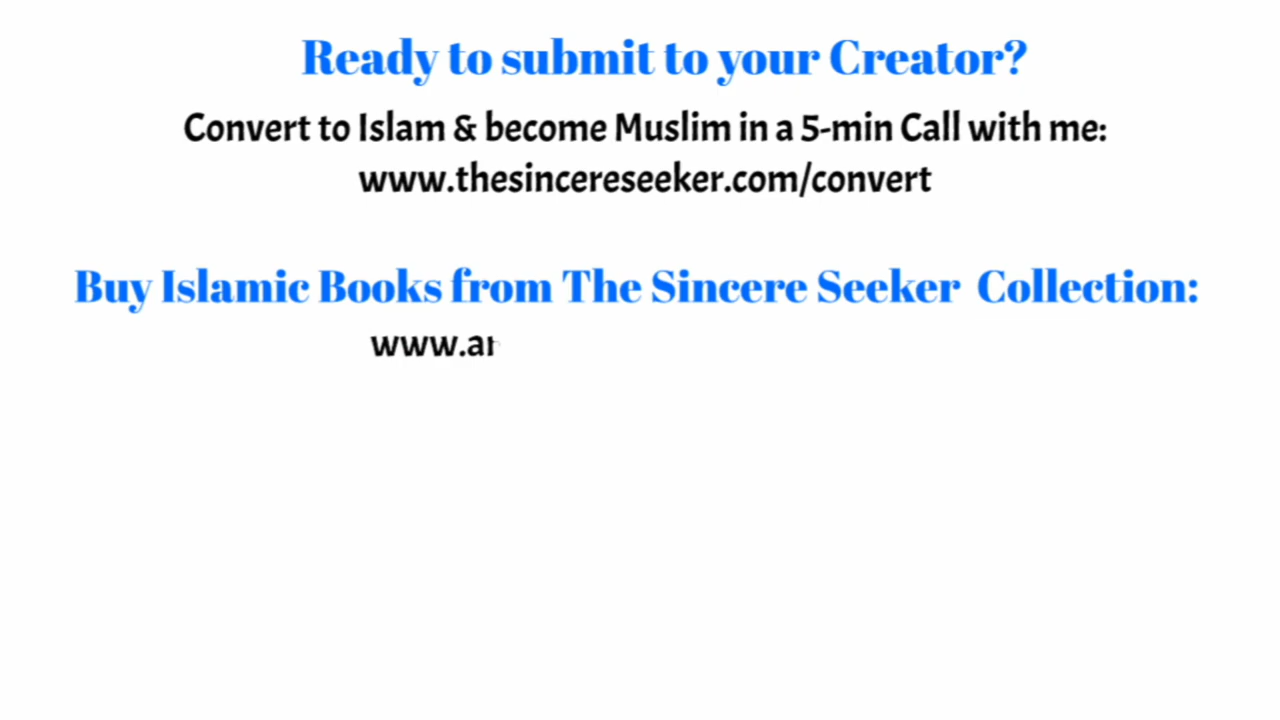 Ready to submit to your Creator?
Convert to Islam & become Muslim in a 5-min Call with me:
www.thesincereseeker.com/convert
Buy Islamic Books from The Sincere Seeker Collection: